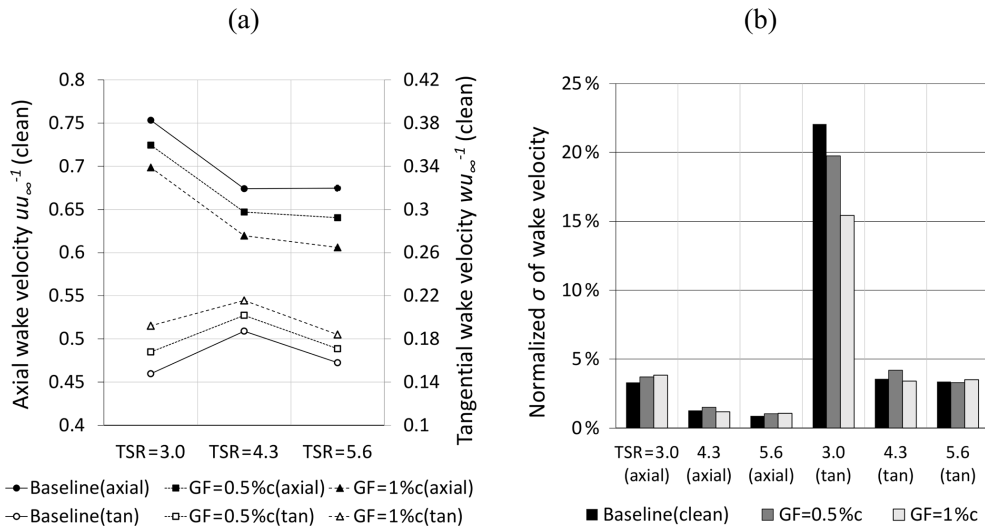 (a)
(b)
Axial wake velocity uu∞⁻¹ (clean)
0.8
0.75
0.7
0.65
0.6
0.55
0.5
0.45
0.4
0.42
0.38
0.34
0.3
0.26
0.22
0.18
0.14
0.1
Tangential wake velocity wu∞⁻¹ (clean)
TSR=3.0 TSR=4.3 TSR=5.6
Baseline(axial) GF=0.5%c(axial) GF=1%c(axial)
Baseline(tan) GF=0.5%c(tan) GF=1%c(tan)
Normalized σ of wake velocity
25%
20%
15%
10%
5%
0%
TSR=3.0 4.3 5.6 3.0 4.3 5.6
(axial) (axial) (axial) (tan) (tan) (tan)
Baseline(clean) GF=0.5%c GF=1%c